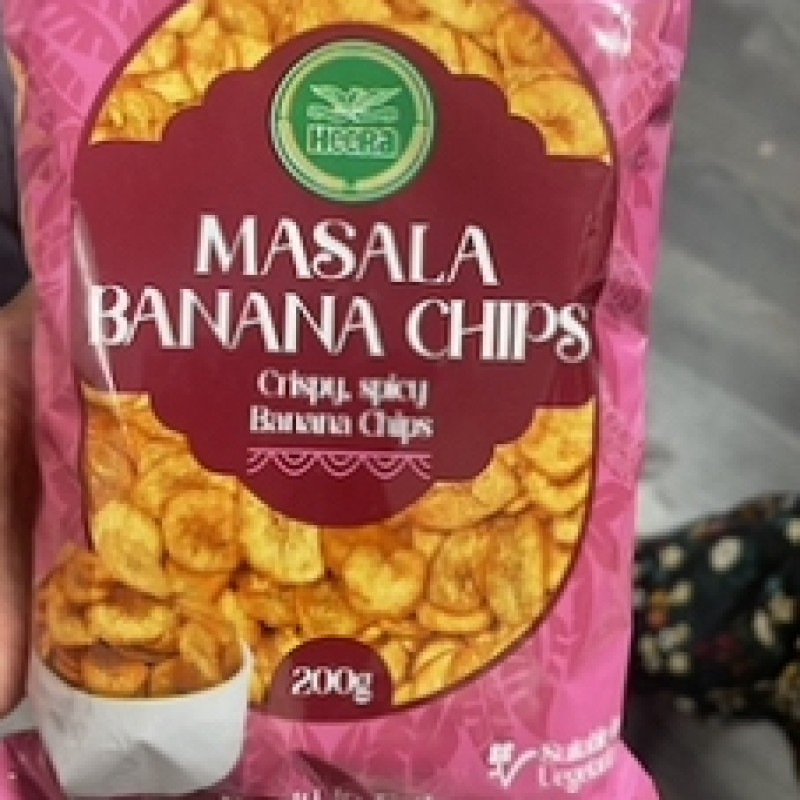 HEERA
MASALA
BANANA CHIPS
Crispy, spicy
Banana Chips
200g